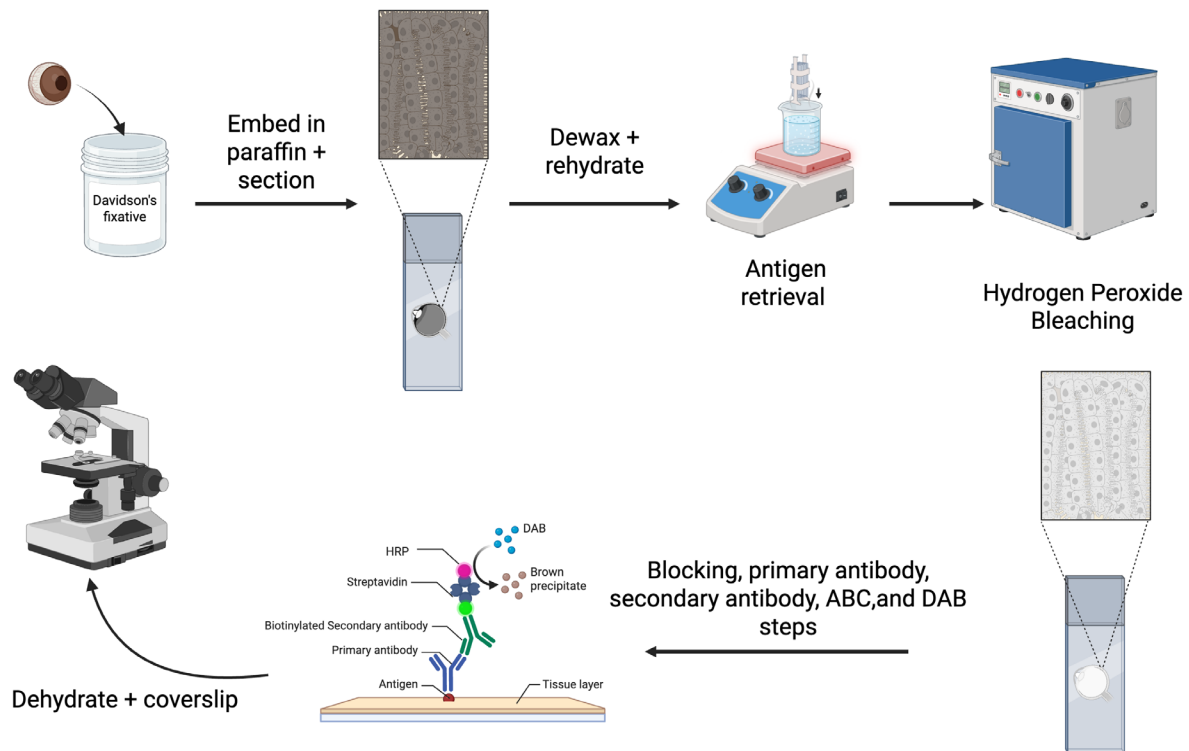 Davidson's
fixative
Embed in
paraffin +
section
Dewax +
rehydrate
Antigen
retrieval
Hydrogen Peroxide
Bleaching
Blocking, primary antibody,
secondary antibody, ABC,and DAB
steps
DAB
HRP
Brown
precipitate
Streptavidin
Biotinylated Secondary antibody
Primary antibody
Antigen
Tissue layer
Dehydrate + coverslip